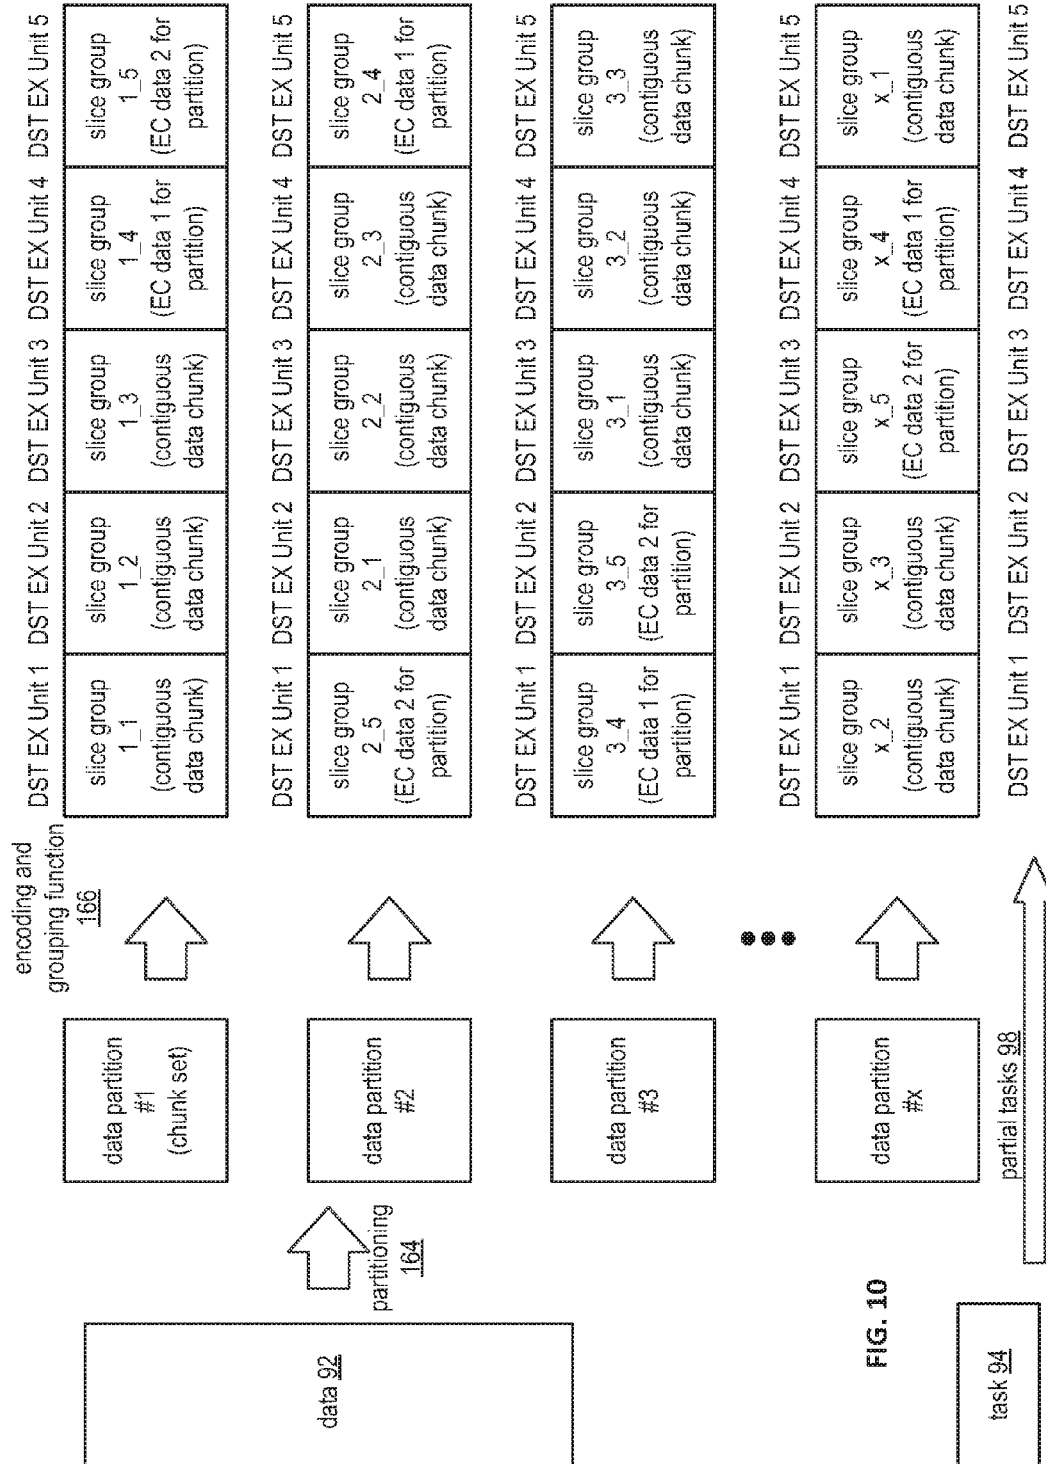 data 92
partitioning
164
data partition
#1
(chunk set)
encoding and
grouping function
166
DST EX Unit 1
DST EX Unit 2
DST EX Unit 3
DST EX Unit 4
DST EX Unit 5
slice group
1_1
(contiguous
data chunk)
slice group
1_2
(contiguous
data chunk)
slice group
1_3
(contiguous
data chunk)
slice group
1_4
(EC data 1 for
partition)
slice group
1_5
(EC data 2 for
partition)
data partition
#2
DST EX Unit 1
DST EX Unit 2
DST EX Unit 3
DST EX Unit 4
DST EX Unit 5
slice group
2_5
(EC data 2 for
partition)
slice group
2_1
(contiguous
data chunk)
slice group
2_2
(contiguous
data chunk)
slice group
2_3
(contiguous
data chunk)
slice group
2_4
(EC data 1 for
partition)
data partition
#3
DST EX Unit 1
DST EX Unit 2
DST EX Unit 3
DST EX Unit 4
DST EX Unit 5
slice group
3_4
(EC data 1 for
partition)
slice group
3_5
(EC data 2 for
partition)
slice group
3_1
(contiguous
data chunk)
slice group
3_2
(contiguous
data chunk)
slice group
3_3
(contiguous
data chunk)
data partition
#x
DST EX Unit 1
DST EX Unit 2
DST EX Unit 3
DST EX Unit 4
DST EX Unit 5
slice group
x_2
(contiguous
data chunk)
slice group
x_3
(contiguous
data chunk)
slice group
x_5
(EC data 2 for
partition)
slice group
x_4
(EC data 1 for
partition)
slice group
x_1
(contiguous
data chunk)
FIG. 10
task 94
partial tasks 98
DST EX Unit 1
DST EX Unit 2
DST EX Unit 3
DST EX Unit 4
DST EX Unit 5